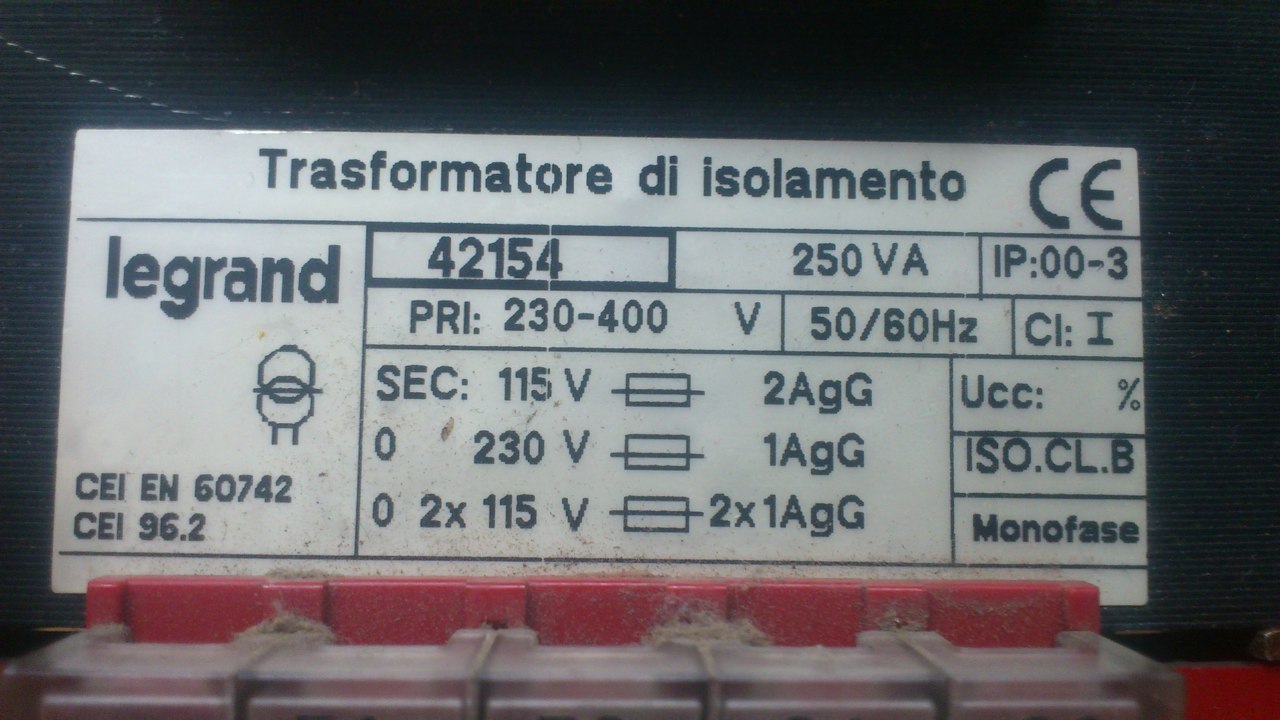 Trasformatore di isolamento CE
legrand
42154 250 VA IP:00-3
PRI: 230-400 V 50/60Hz Cl: I
SEC: 115 V 2AgG Ucc: %
0 230 V 1AgG ISO.CL.B
0 2x 115 V 2x1AgG Monofase
CEI EN 60742
CEI 96.2